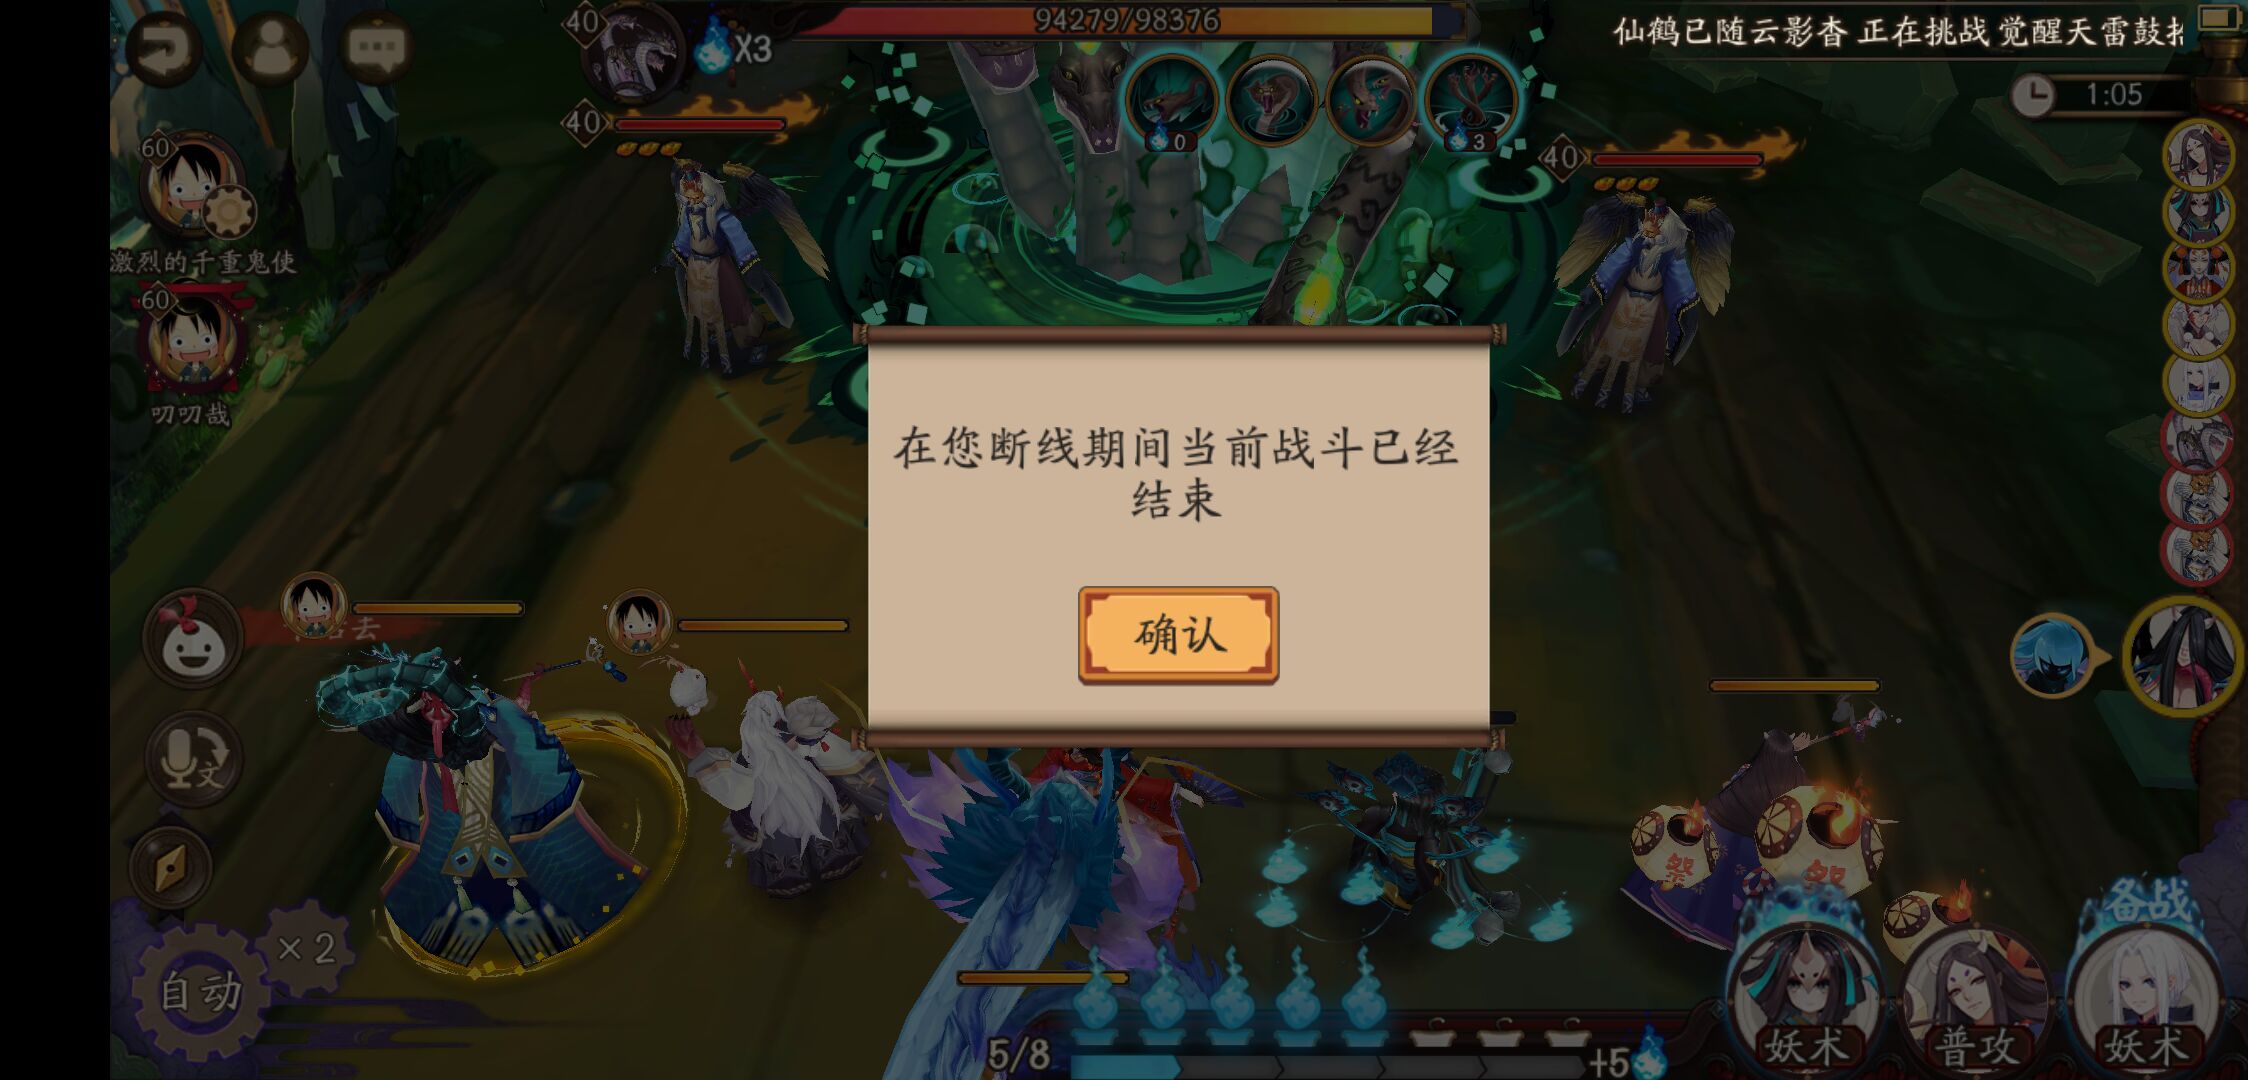 94279/98376
仙鹤已随云影杳 正在挑战 觉醒天雷鼓
1:05
40
X3
40
0
3
40
60
激烈的千重鬼使
60
叨叨哉
在您断线期间当前战斗已经
结束
确认
文
自动
×2
祭
祭
5/8
+5
备战
妖术
普攻
妖术